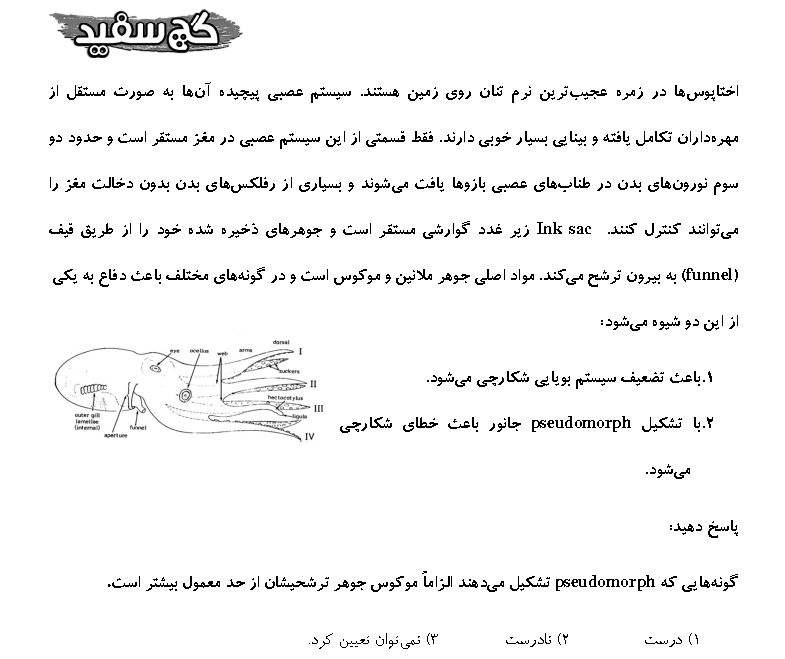 گچ سفید
اختاپوس‌ها در زمره عجیب‌ترین نرم تنان روی زمین هستند. سیستم عصبی پیچیده آن‌ها به صورت مستقل از
مهره‌داران تکامل یافته و بینایی بسیار خوبی دارند. فقط قسمتی از این سیستم عصبی در مغز مستقر است و حدود دو
سوم نورون‌های بدن در طناب‌های عصبی بازوها یافت می‌شوند و بسیاری از رفلکس‌های بدن بدون دخالت مغز را
می‌توانند کنترل کنند. Ink sac زیر غدد گوارشی مستقر است و جوهرهای ذخیره شده خود را از طریق قیف
(funnel) به بیرون ترشح می‌کند. مواد اصلی جوهر ملانین و موکوس است و در گونه‌های مختلف باعث دفاع به یکی
از این دو شیوه می‌شود:
۱.باعث تضعیف سیستم بویایی شکارچی می‌شود.
۲.با تشکیل pseudomorph جانور باعث خطای شکارچی
می‌شود.
dorsal
eye ocellus web arms I
suckers
II
hectocotylus
III
ligula
IV
outer gill
lamellae
(internal)
funnel
aperture
پاسخ دهید:
گونه‌هایی که pseudomorph تشکیل می‌دهند الزاماً موکوس جوهر ترشحیشان از حد معمول بیشتر است.
۱) درست ۲) نادرست ۳) نمی‌توان تعیین کرد.